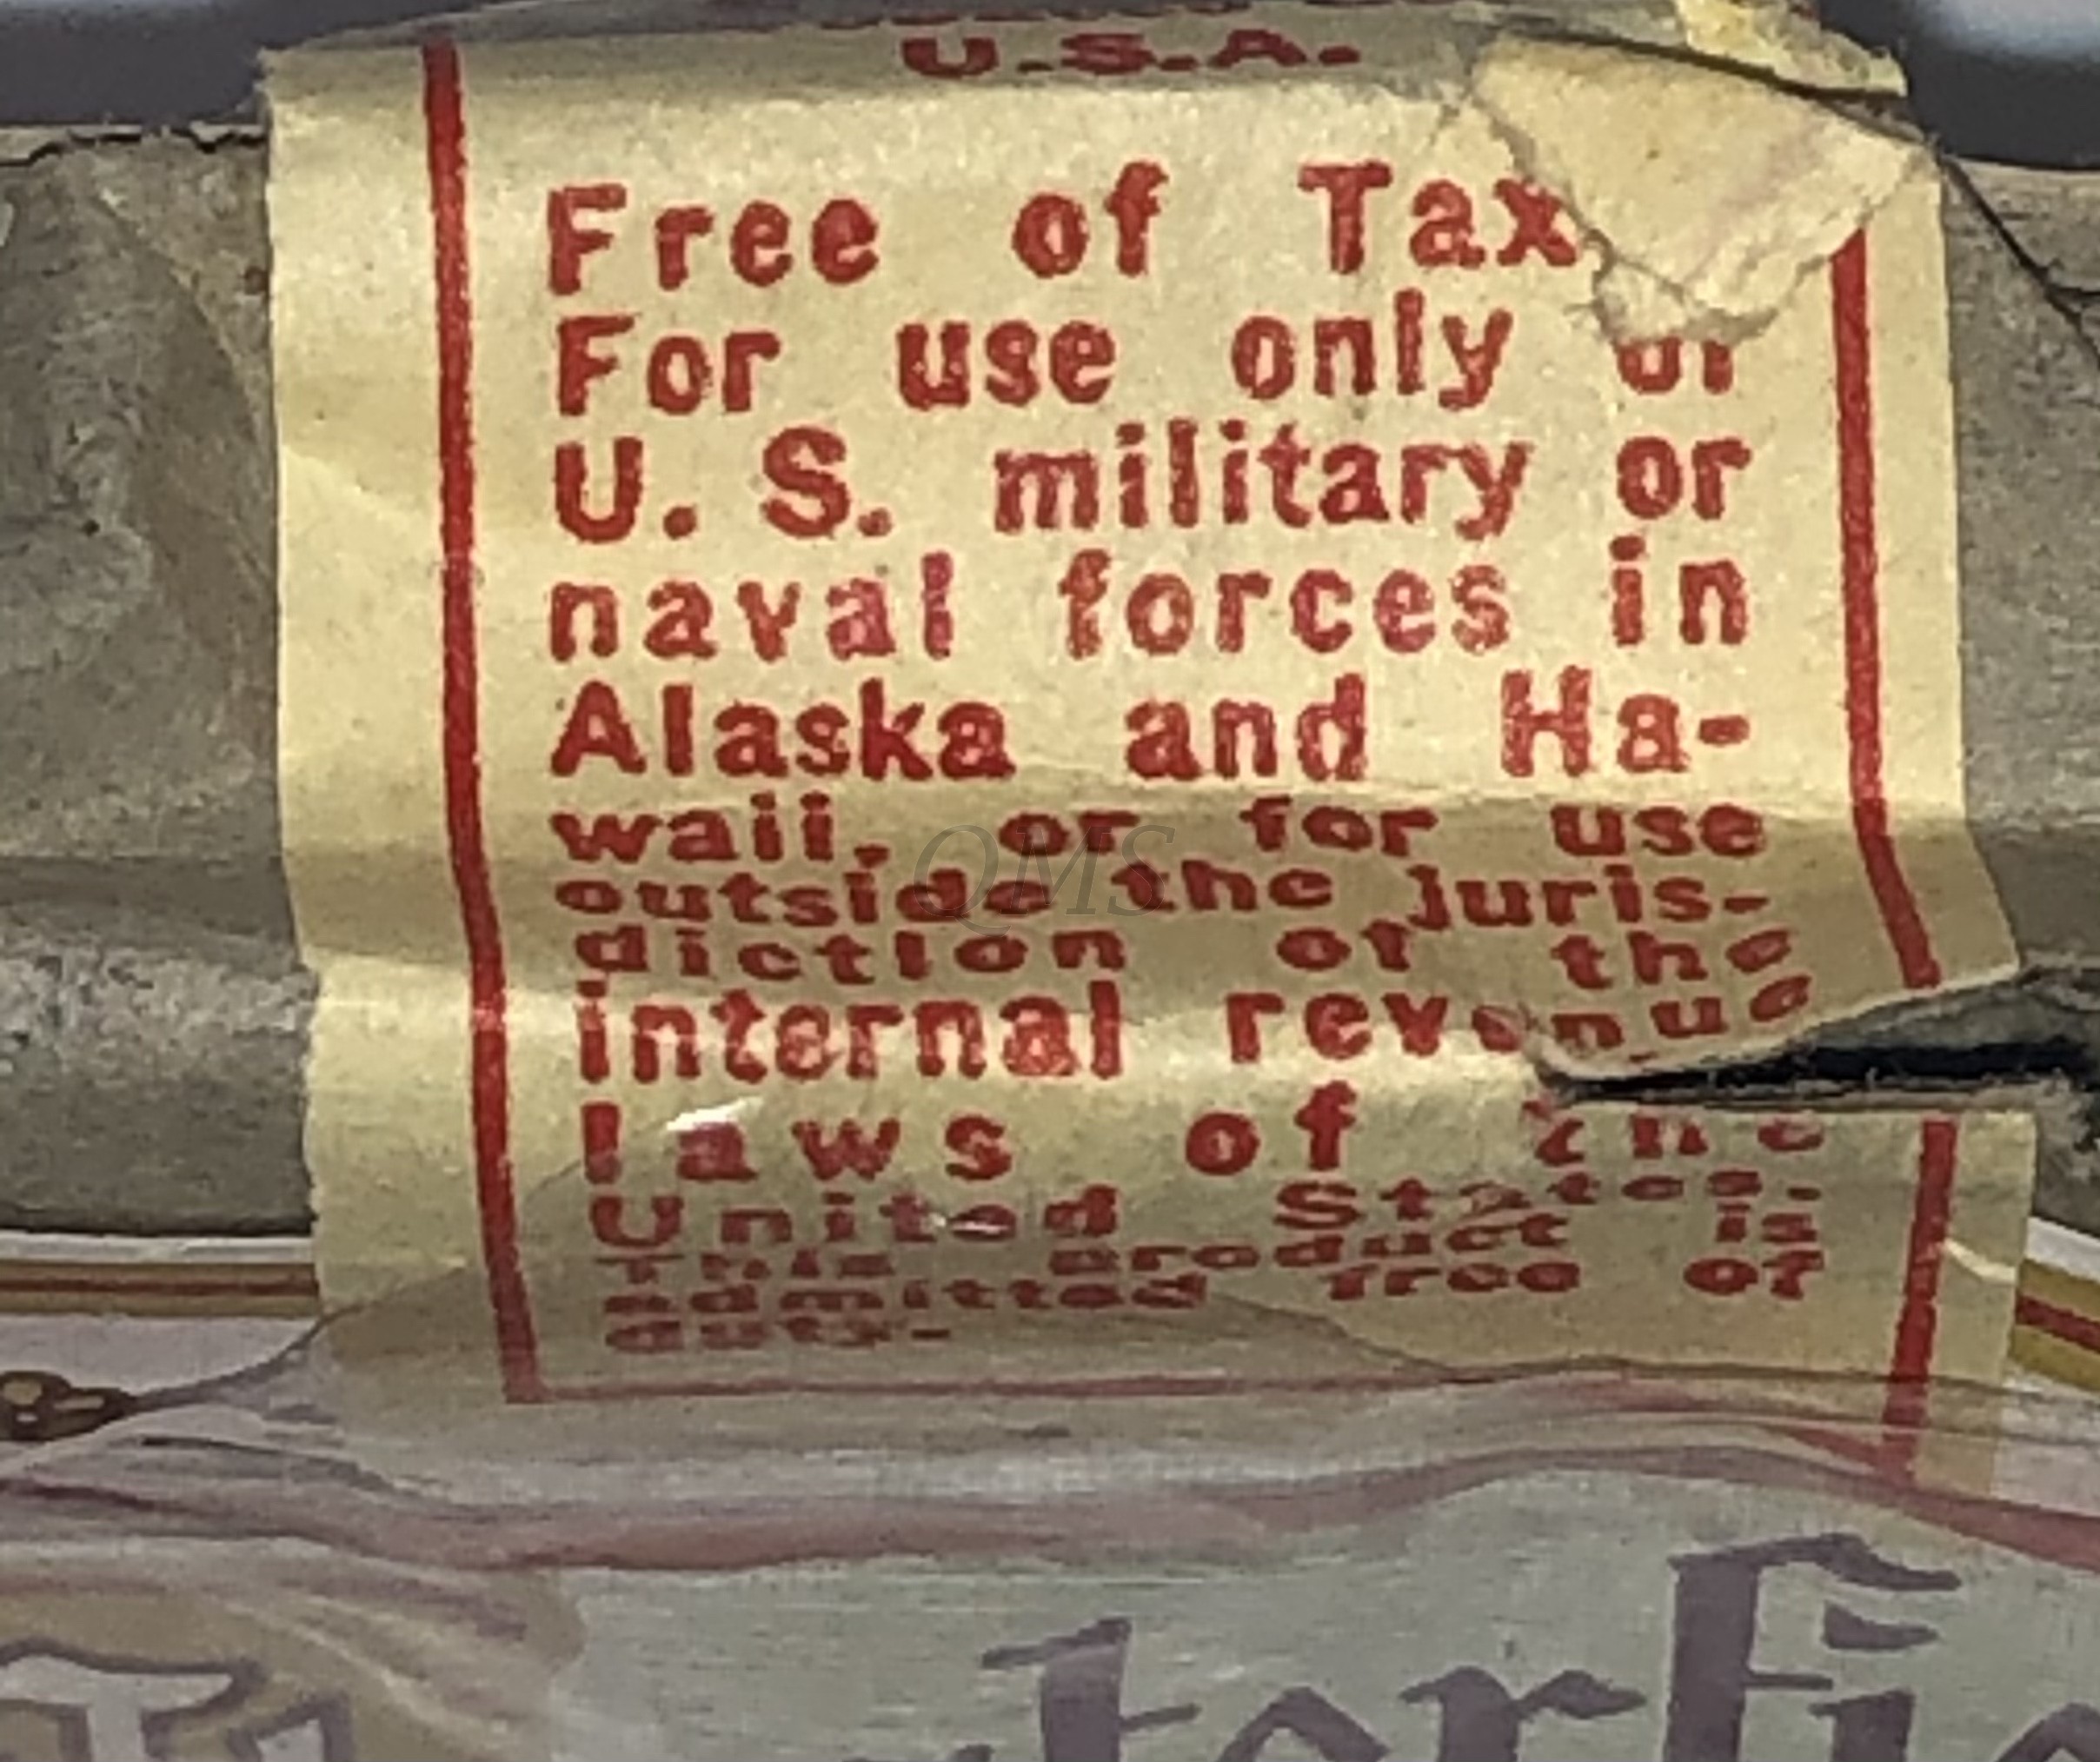 U.S.A.
Free of Tax
For use only of
U. S. military or
naval forces in
Alaska and Ha-
waii, or for use
outside the juris-
diction of the
internal revenue
laws of the
United States.
This product is
admitted free of
duty.
QMS
terfie